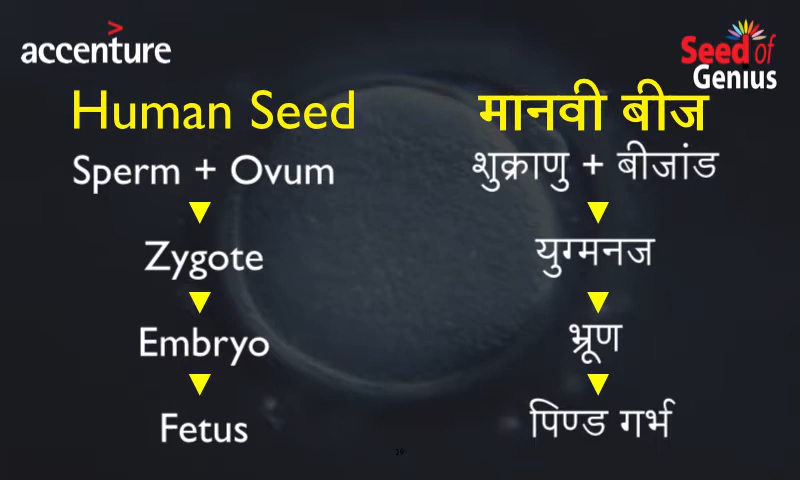 accenture
Seed of
Genius
Human Seed
Sperm + Ovum
Zygote
Embryo
Fetus
मानवी बीज
शुक्राणु + बीजांड
युग्मनज
भ्रूण
पिण्ड गर्भ